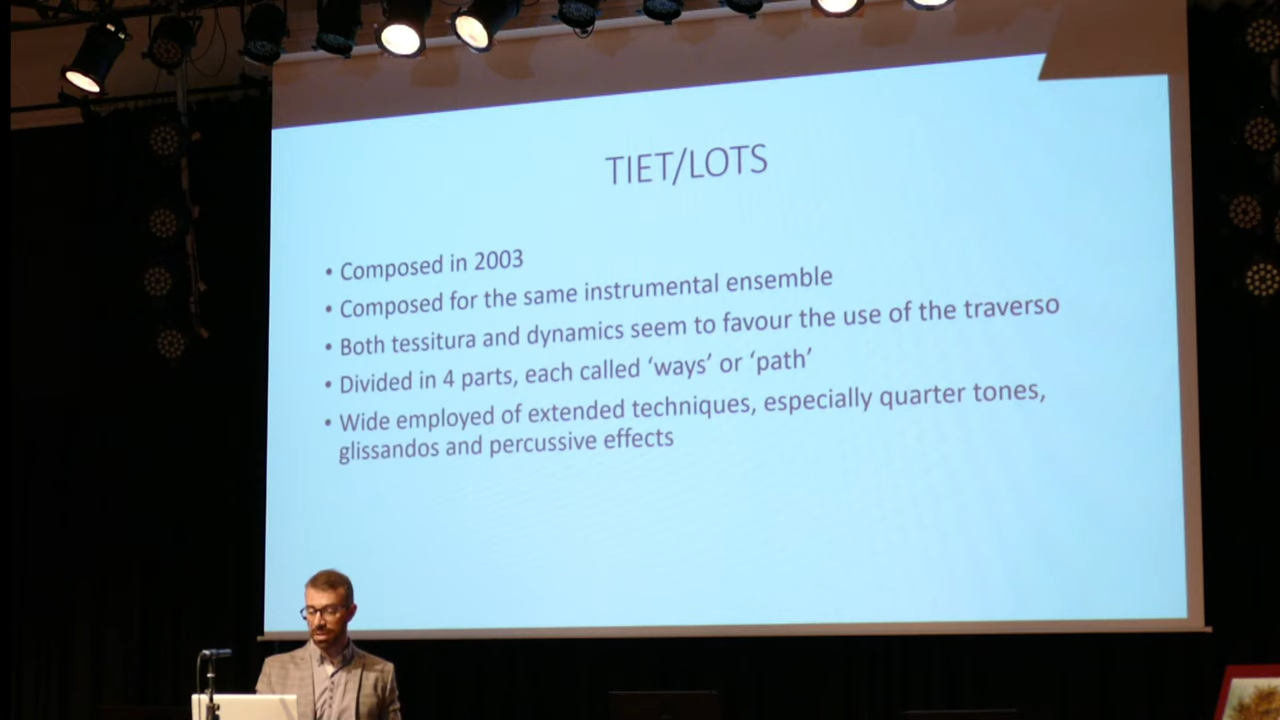 TIET/LOTS
• Composed in 2003
• Composed for the same instrumental ensemble
• Both tessitura and dynamics seem to favour the use of the traverso
• Divided in 4 parts, each called ‘ways’ or ‘path’
• Wide employed of extended techniques, especially quarter tones,
glissandos and percussive effects